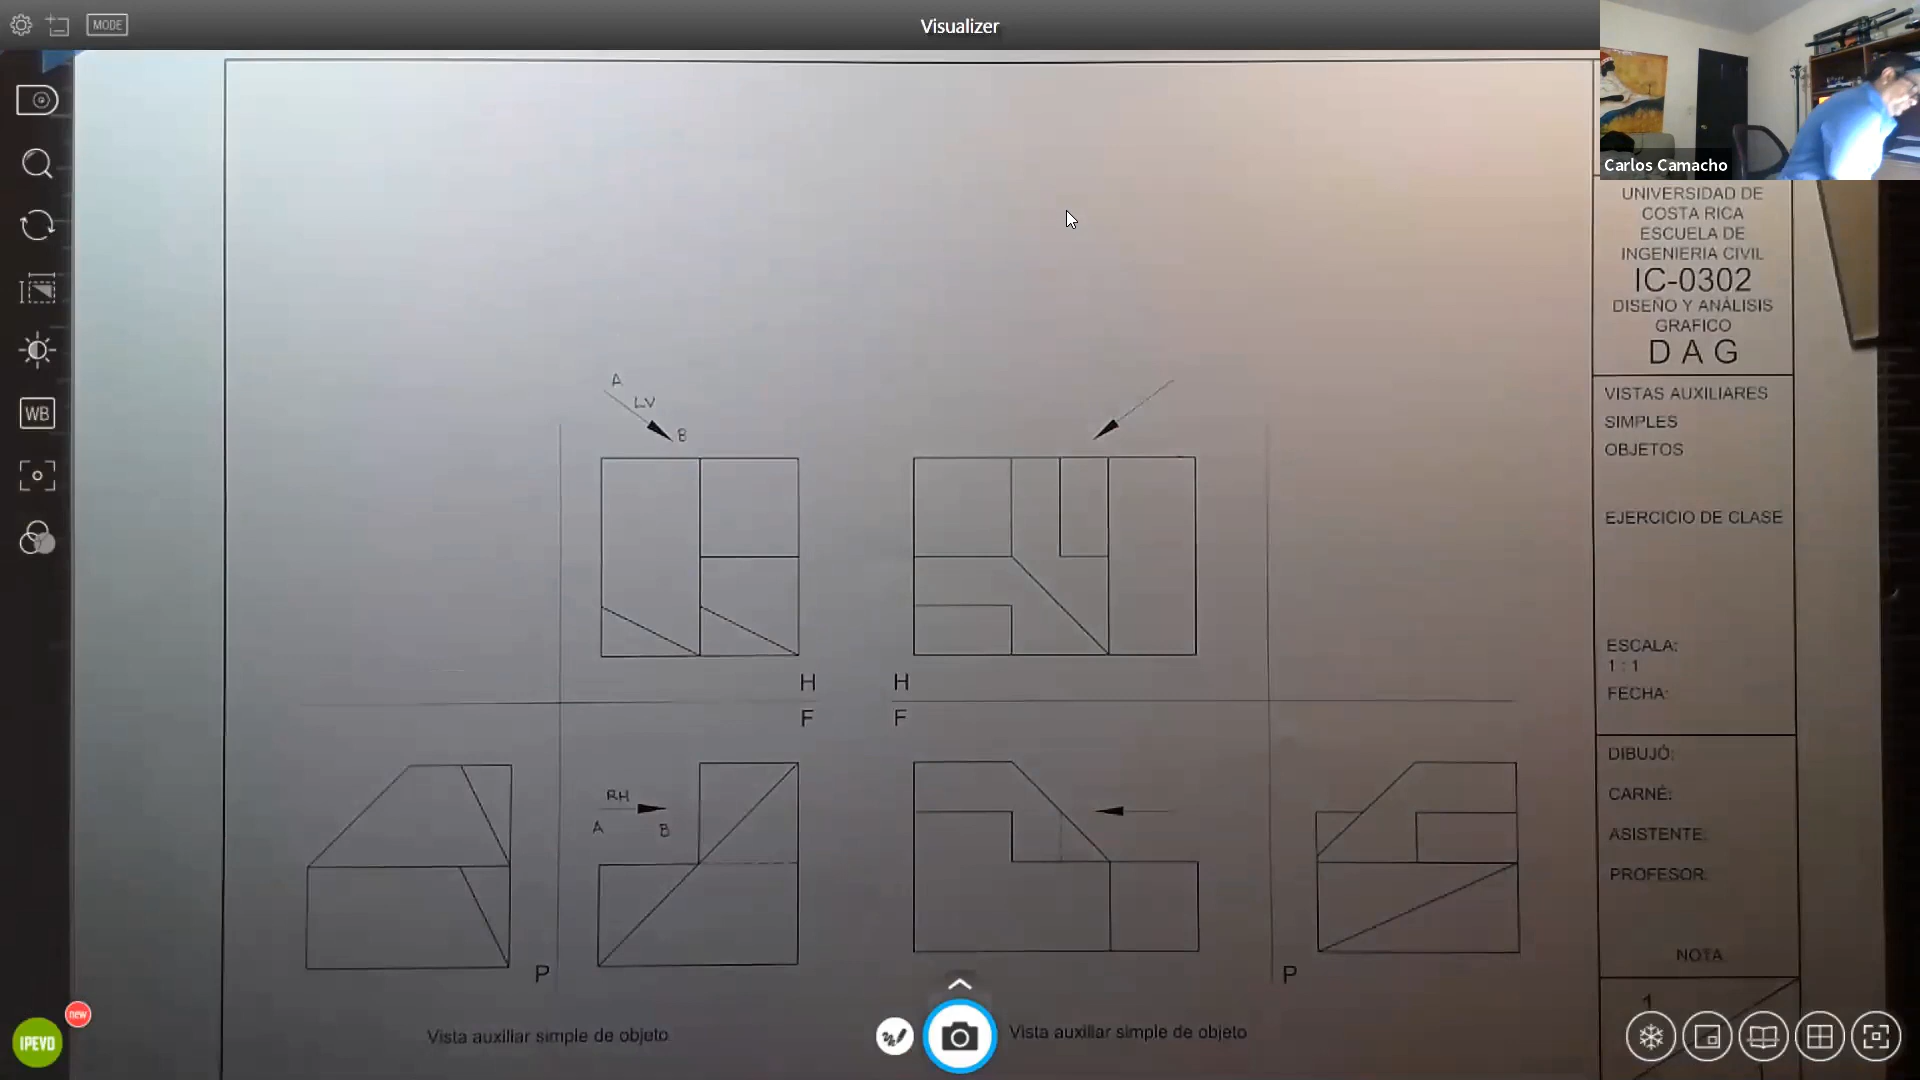 MODE
Visualizer
Carlos Camacho
WB
UNIVERSIDAD DE
COSTA RICA
ESCUELA DE
INGENIERIA CIVIL
IC-0302
DISEÑO Y ANÁLISIS
GRAFICO
D A G
VISTAS AUXILIARES
SIMPLES
OBJETOS
EJERCICIO DE CLASE
ESCALA:
1 : 1
FECHA:
DIBUJÓ:
CARNÉ:
ASISTENTE:
PROFESOR:
NOTA
1
A
LV
B
H
H
F
F
RH
A
B
P
P
Vista auxiliar simple de objeto
Vista auxiliar simple de objeto
new
IPEVO